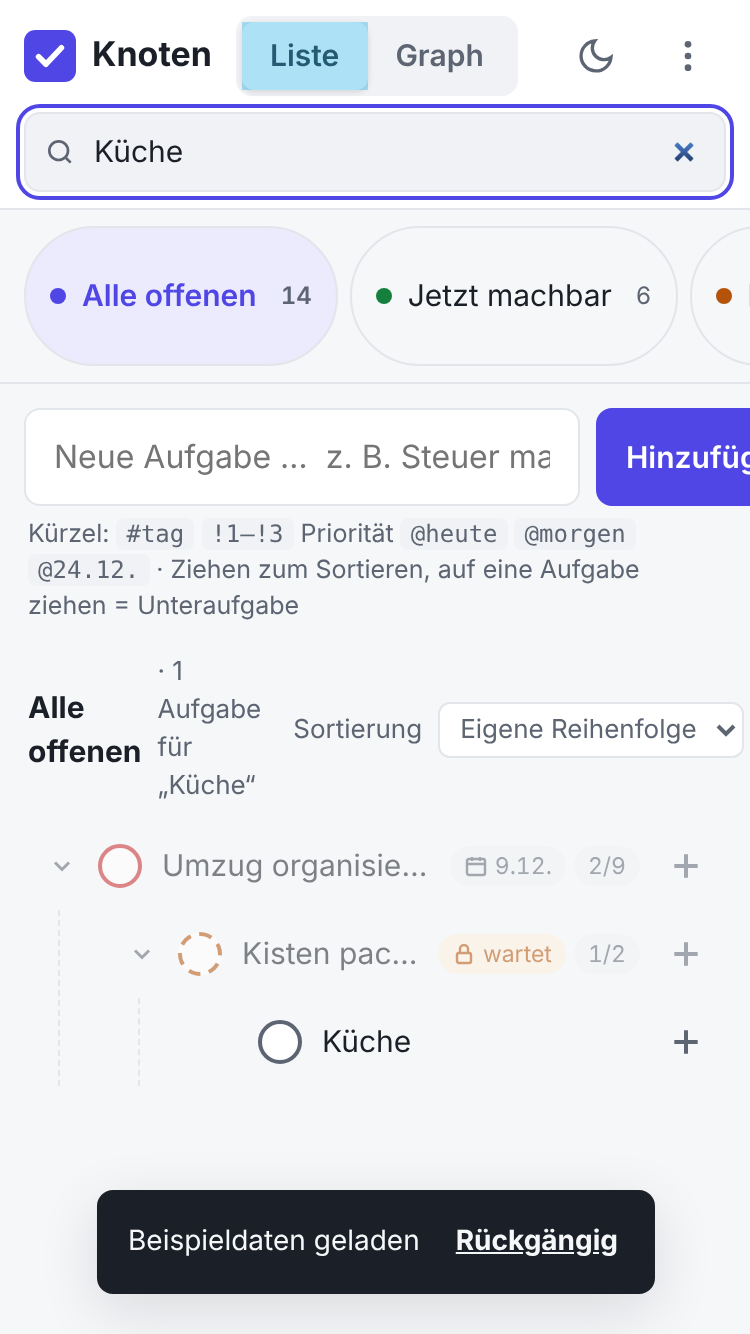 Knoten
Liste
Graph
Küche
Alle offenen 14
Jetzt machbar 6
Neue Aufgabe … z. B. Steuer ma
Hinzufüg
Kürzel: #tag !1–!3 Priorität @heute @morgen
@24.12. · Ziehen zum Sortieren, auf eine Aufgabe
ziehen = Unteraufgabe
Alle
offenen
· 1
Aufgabe
für
„Küche“
Sortierung
Eigene Reihenfolge
Umzug organisie… 9.12. 2/9
Kisten pac… wartet 1/2
Küche
Beispieldaten geladen Rückgängig